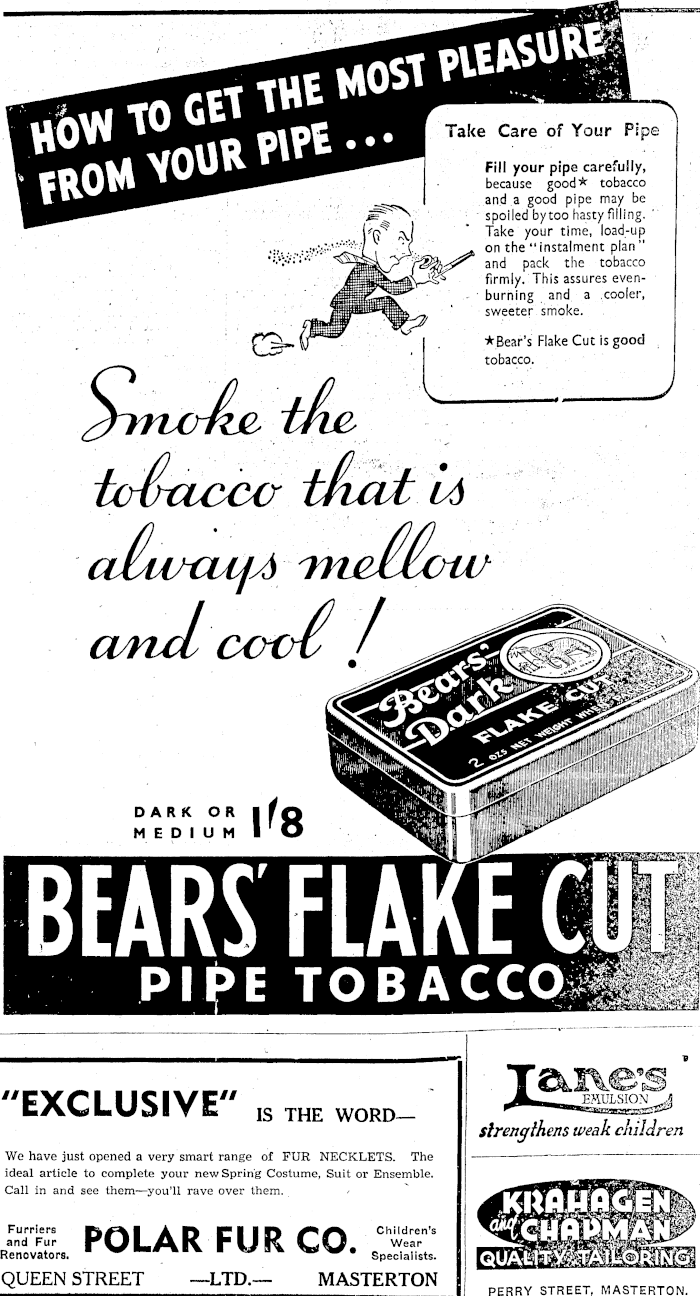 HOW TO GET THE MOST PLEASURE
FROM YOUR PIPE ...
Take Care of Your Pipe
Fill your pipe carefully,
because good★ tobacco
and a good pipe may be
spoiled by too hasty filling.
Take your time, load-up
on the "instalment plan"
and pack the tobacco
firmly. This assures even-
burning and a cooler,
sweeter smoke.
★Bear's Flake Cut is good
tobacco.
Smoke the
tobacco that is
always mellow
and cool !
Bears'
Dark
FLAKE CUT
2 OZS NET WEIGHT WHEN
DARK OR
MEDIUM 1'/8
BEARS' FLAKE CUT
PIPE TOBACCO
"EXCLUSIVE" IS THE WORD—
We have just opened a very smart range of FUR NECKLETS. The
ideal article to complete your new Spring Costume, Suit or Ensemble.
Call in and see them—you'll rave over them.
Furriers
and Fur
Renovators.
POLAR FUR CO.
Children's
Wear
Specialists.
QUEEN STREET —LTD.— MASTERTON
Lane's
EMULSION
strengthens weak children
KRAHAGEN
and CHAPMAN
QUALITY TAILORING
PERRY STREET, MASTERTON.